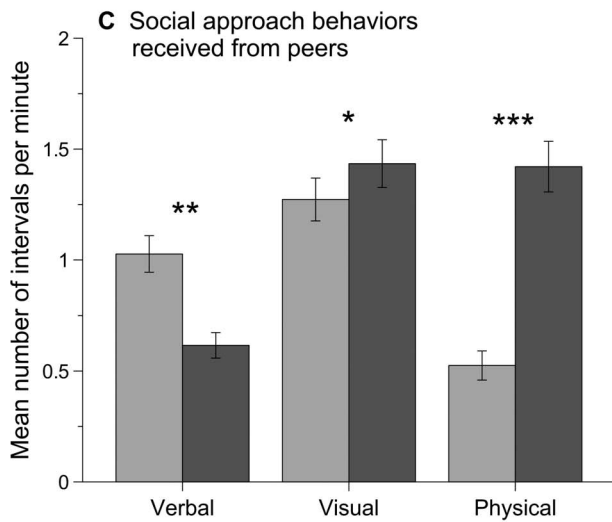 C Social approach behaviors
received from peers
Mean number of intervals per minute
2
1.5
1
0.5
0
**
*
***
Verbal
Visual
Physical